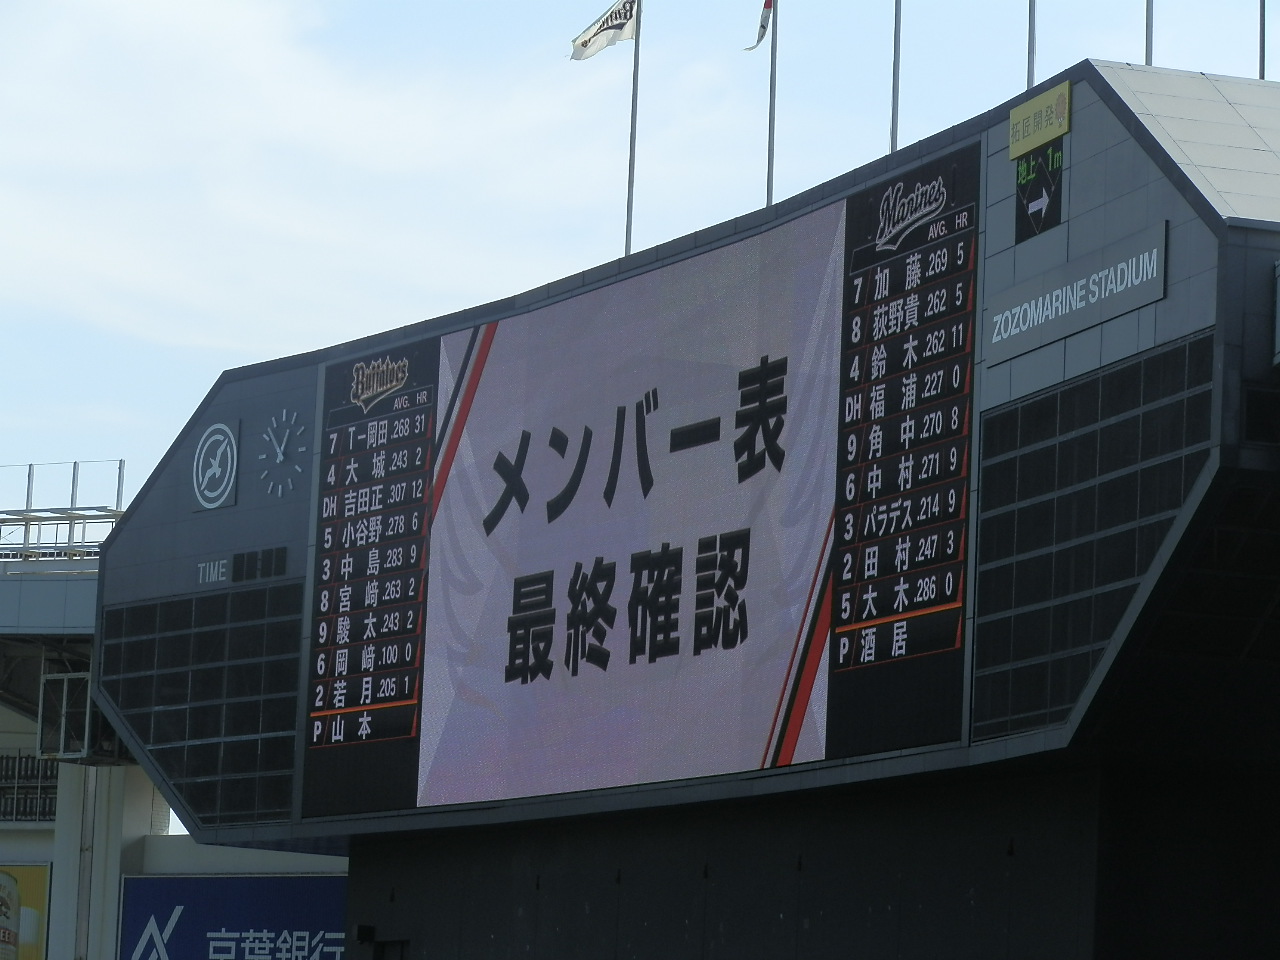 Buffaloes
AVG. HR
7 T-岡田 .268 31
4 大城 .243 2
DH 吉田正 .307 12
5 小谷野 .278 6
3 中島 .283 9
8 宮﨑 .263 2
9 駿太 .243 2
6 岡﨑 .100 0
2 若月 .205 1
P 山本
TIME
メンバー表
最終確認
Marines
AVG. HR
7 加藤 .269 5
8 荻野貴 .262 5
4 鈴木 .262 11
DH 福浦 .227 0
9 角中 .270 8
6 中村 .271 9
3 パラデス .214 9
2 田村 .247 3
5 大木 .286 0
P 酒居
拓匠開発
地上 1m
ZOZOMARINE STADIUM
京葉銀行